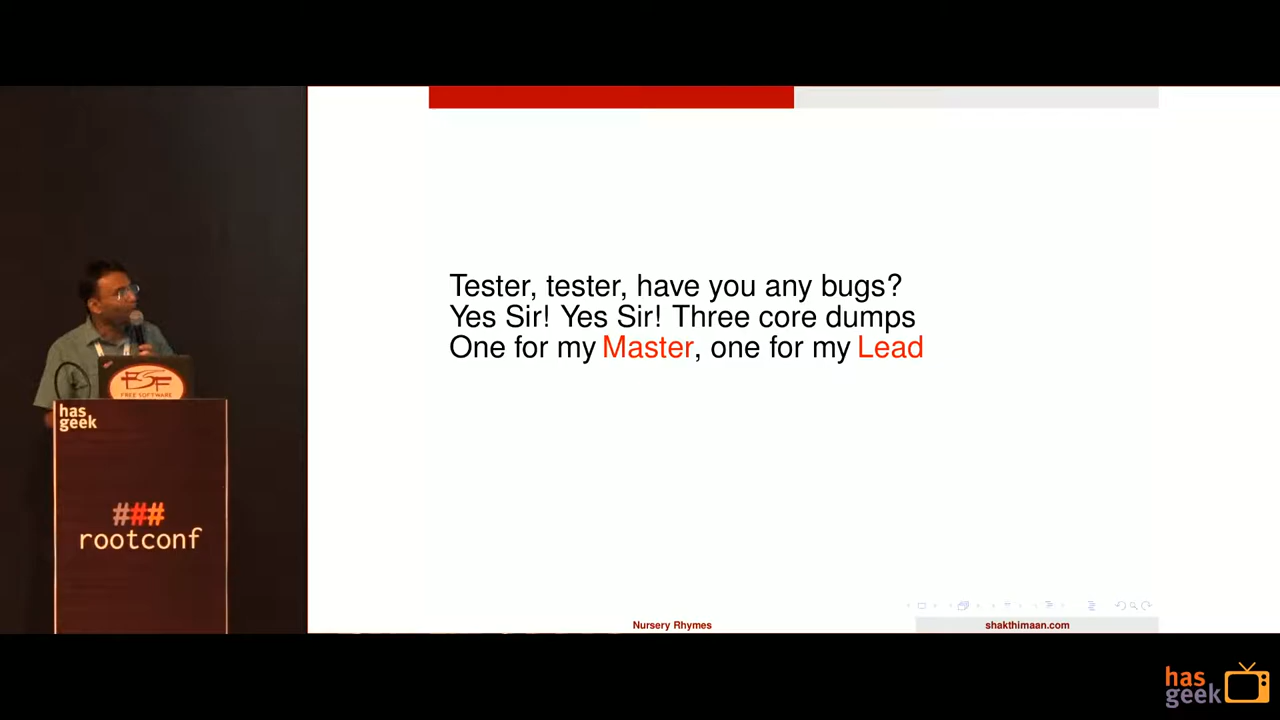 Tester, tester, have you any bugs?
Yes Sir! Yes Sir! Three core dumps
One for my Master, one for my Lead
FSF
FREE SOFTWARE
has
geek
###
rootconf
Nursery Rhymes
shakthimaan.com
has
geek